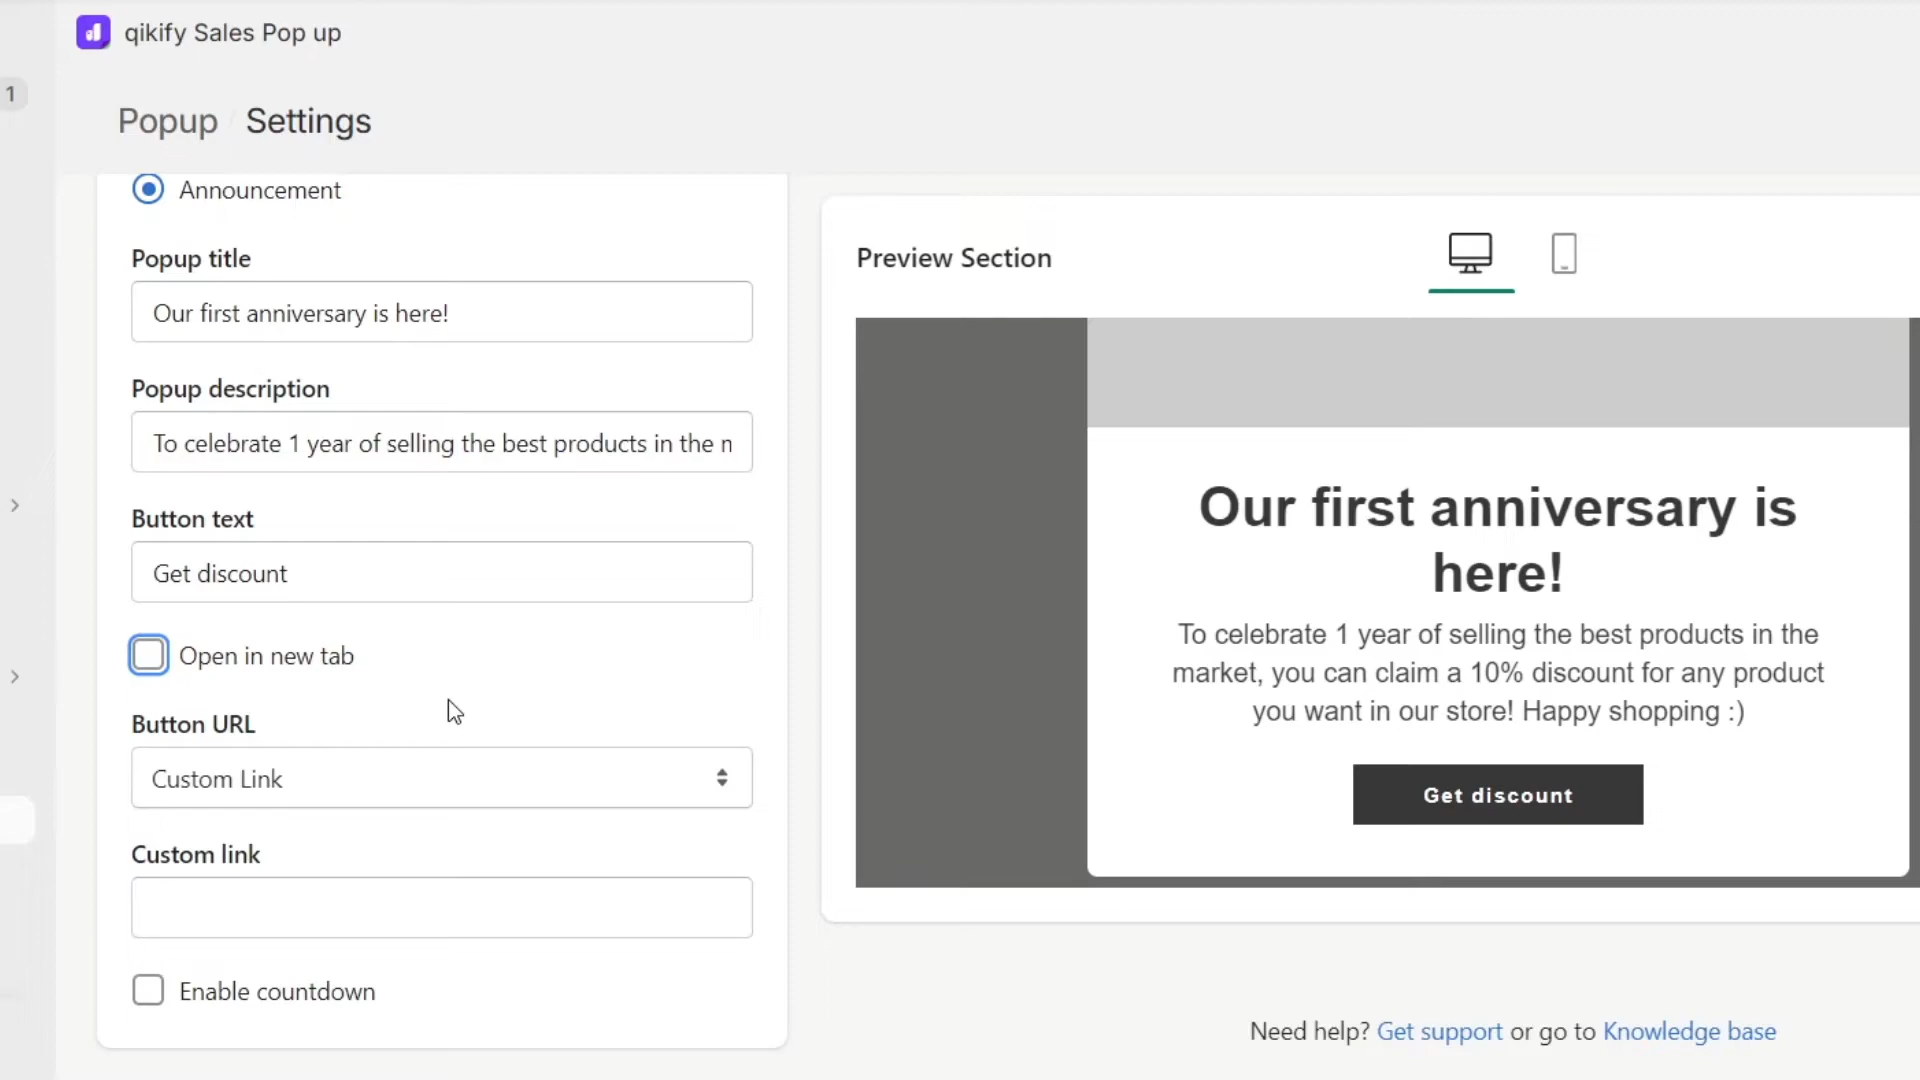 qikify Sales Pop up
1
Popup / Settings
Announcement
Popup title
Our first anniversary is here!
Popup description
To celebrate 1 year of selling the best products in the
Button text
Get discount
Open in new tab
Button URL
Custom Link
Custom link
Enable countdown
Preview Section
Our first anniversary is
here!
To celebrate 1 year of selling the best products in the
market, you can claim a 10% discount for any product
you want in our store! Happy shopping :)
Get discount
Need help? Get support or go to Knowledge base